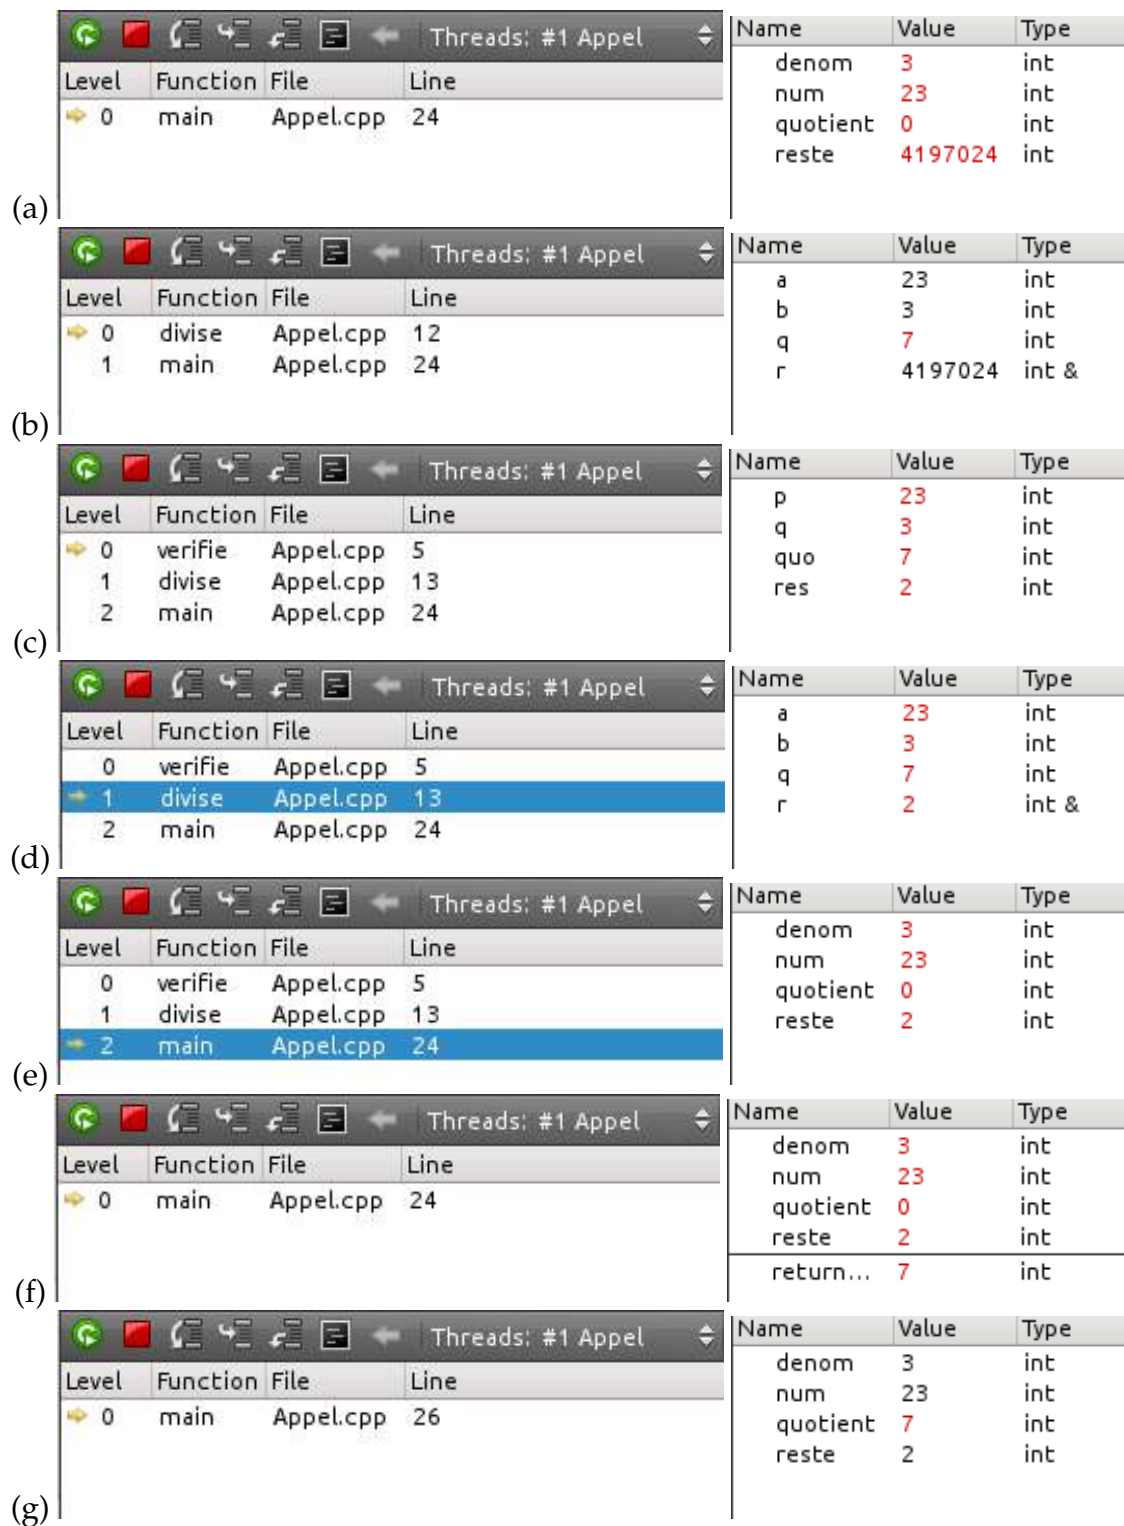 Threads: #1 Appel Name Value Type
Level Function File Line denom 3 int
0 main Appel.cpp 24 num 23 int
quotient 0 int
reste 4197024 int
(a)
Threads: #1 Appel Name Value Type
Level Function File Line a 23 int
0 divise Appel.cpp 12 b 3 int
1 main Appel.cpp 24 q 7 int
r 4197024 int &
(b)
Threads: #1 Appel Name Value Type
Level Function File Line p 23 int
0 verifie Appel.cpp 5 q 3 int
1 divise Appel.cpp 13 quo 7 int
2 main Appel.cpp 24 res 2 int
(c)
Threads: #1 Appel Name Value Type
Level Function File Line a 23 int
0 verifie Appel.cpp 5 b 3 int
1 divise Appel.cpp 13 q 7 int
2 main Appel.cpp 24 r 2 int &
(d)
Threads: #1 Appel Name Value Type
Level Function File Line denom 3 int
0 verifie Appel.cpp 5 num 23 int
1 divise Appel.cpp 13 quotient 0 int
2 main Appel.cpp 24 reste 2 int
(e)
Threads: #1 Appel Name Value Type
Level Function File Line denom 3 int
0 main Appel.cpp 24 num 23 int
quotient 0 int
reste 2 int
return... 7 int
(f)
Threads: #1 Appel Name Value Type
Level Function File Line denom 3 int
0 main Appel.cpp 26 num 23 int
quotient 7 int
reste 2 int
(g)